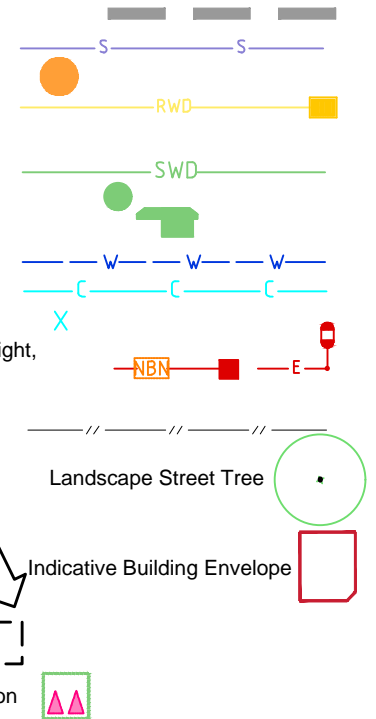 S S
RWD
SWD
W W W
C C C
X
ight,
NBN E
// // //
Landscape Street Tree
Indicative Building Envelope
on